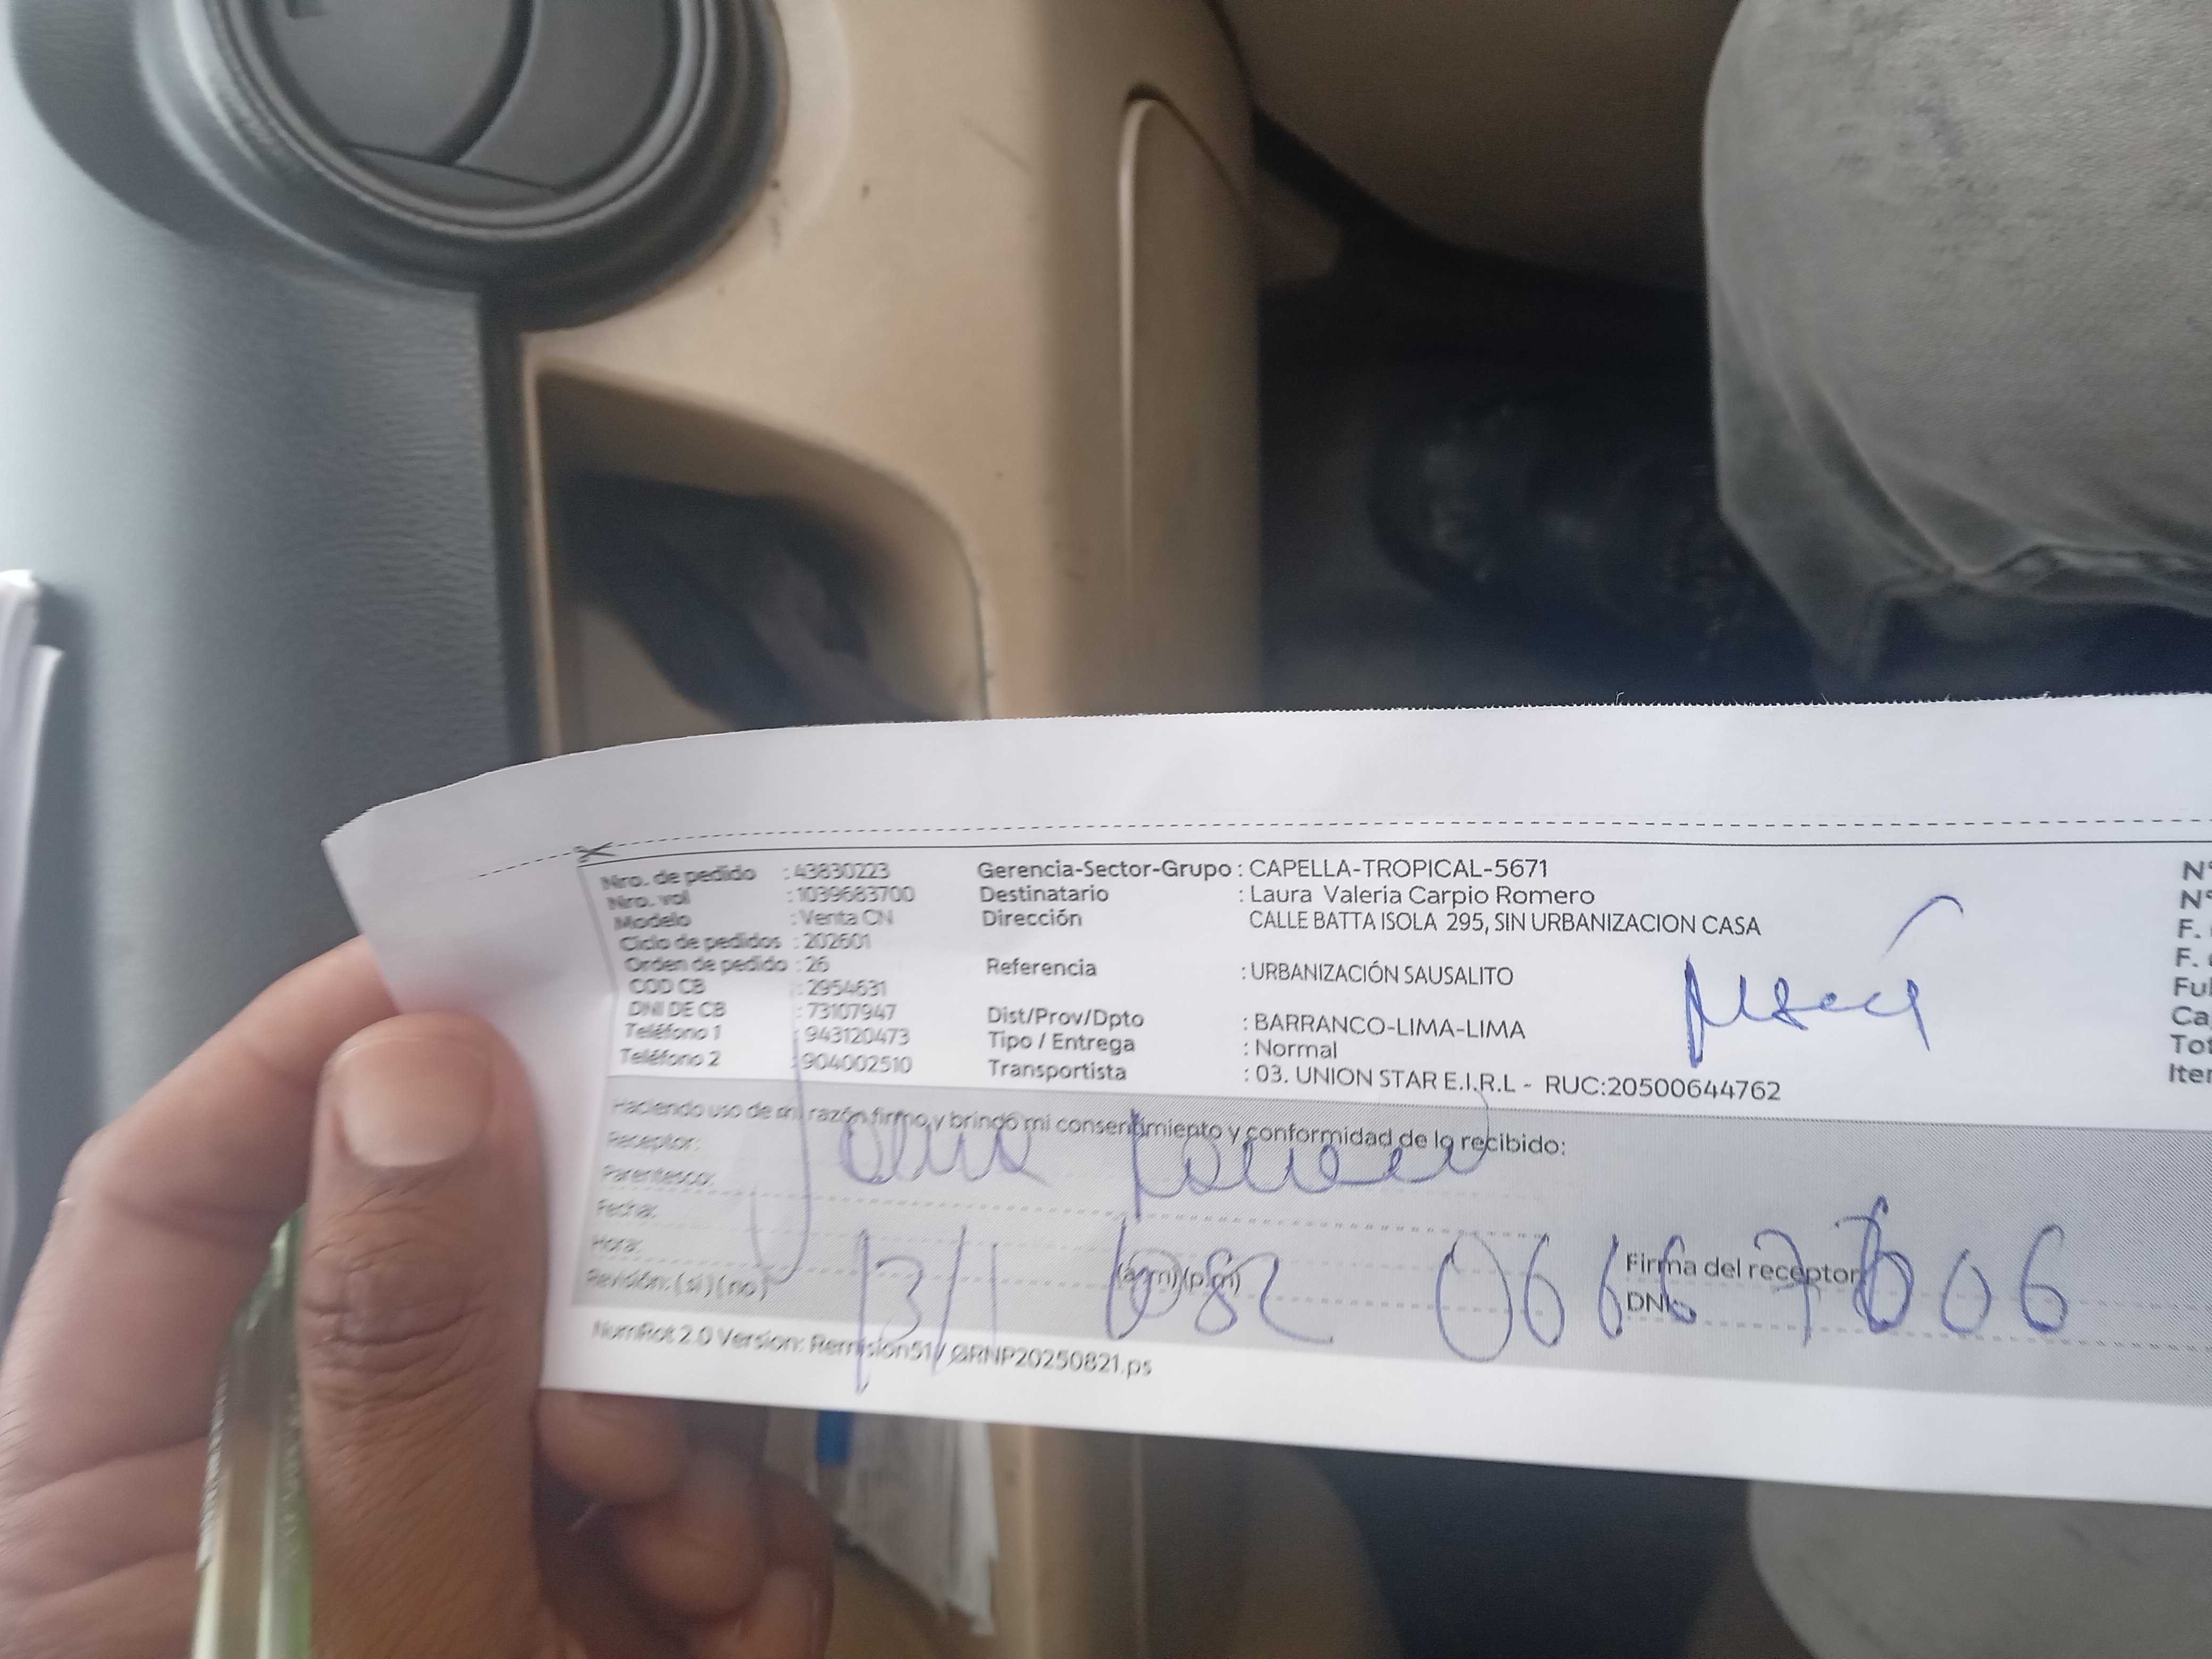 Nro. de pedido : 43830223
Nro. vol : 1039683700
Modelo : Venta CN
Ciclo de pedidos : 202601
Orden de pedido : 26
COD CB : 2954631
DNI DE CB : 73107947
Teléfono 1 : 943120473
Teléfono 2 : 904002510
Gerencia-Sector-Grupo : CAPELLA-TROPICAL-5671
Destinatario : Laura Valeria Carpio Romero
Dirección CALLE BATTA ISOLA 295, SIN URBANIZACION CASA
Referencia : URBANIZACIÓN SAUSALITO
Dist/Prov/Dpto : BARRANCO-LIMA-LIMA
Tipo / Entrega : Normal
Transportista : 03. UNION STAR E.I.R.L - RUC:20500644762
N°
N°
F.
F.
Haciendo uso de mi razón firmo y brindo mi consentimiento y conformidad de lo recibido:
Receptor:
Parentesco:
Fecha: 13/1
Hora: (a.m)(p.m)
Revisión: (si) (no)
Firma del receptor
DNI:
NumRot 2.0 Version: Remision51 / GRNP20250821.ps